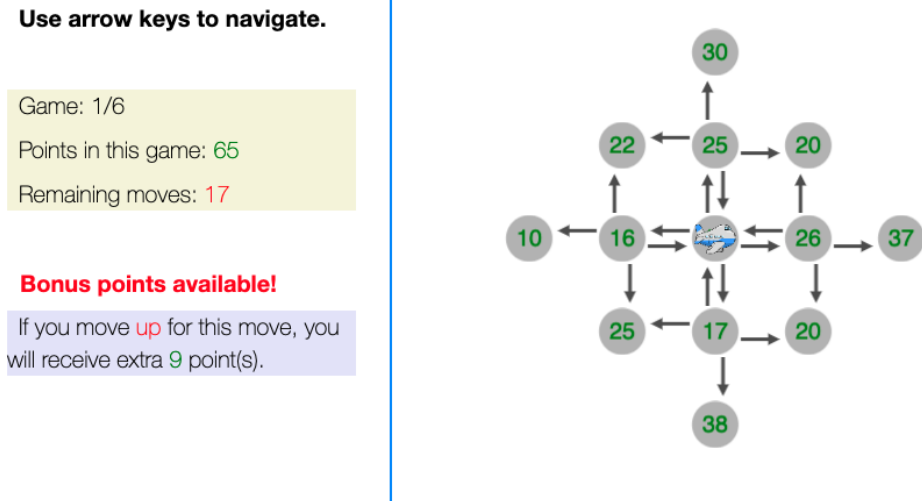 Use arrow keys to navigate.
Game: 1/6
Points in this game: 65
Remaining moves: 17
Bonus points available!
If you move up for this move, you
will receive extra 9 point(s).
30
22 25 20
10 16 26 37
25 17 20
38